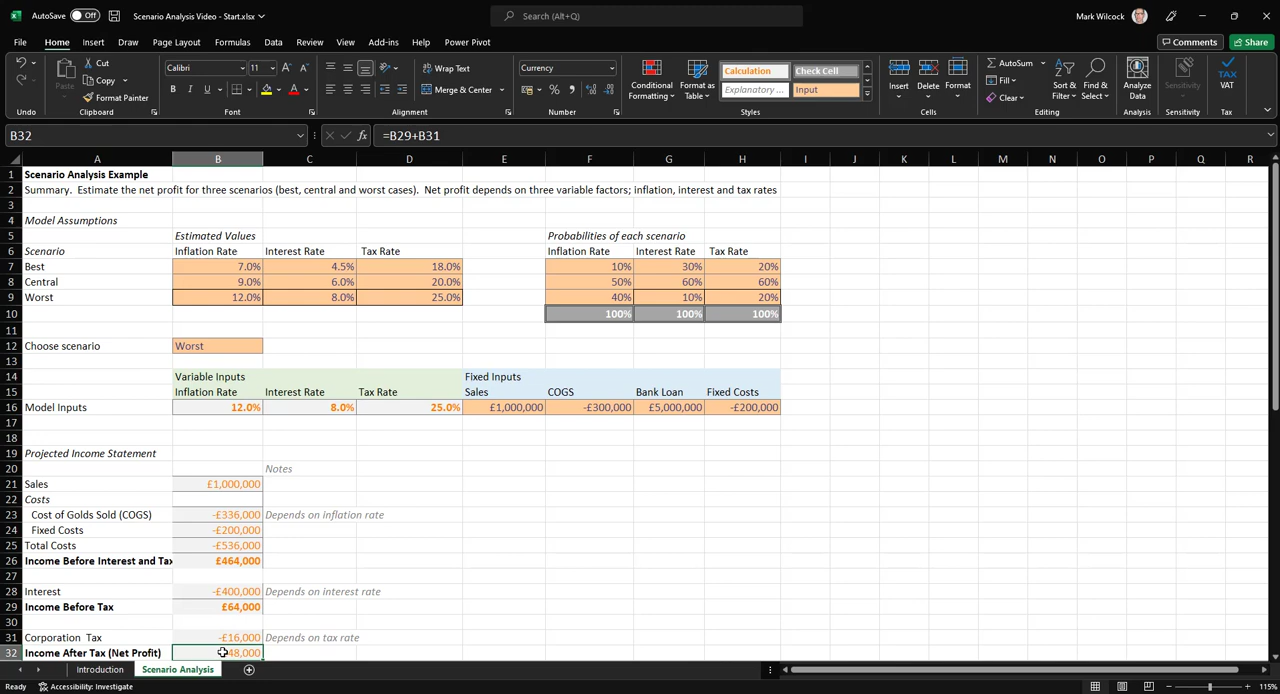 AutoSave Off Scenario Analysis Video - Start.xlsx Search (Alt+Q) Mark Wilcock
File Home Insert Draw Page Layout Formulas Data Review View Add-ins Help Power Pivot Comments Share
Paste Cut Copy Format Painter Calibri 11 Wrap Text Merge & Center Currency Conditional Formatting Format as Table Calculation Check Cell Explanatory ... Input Insert Delete Format AutoSum Fill Clear Sort & Filter Find & Select Analyze Data Sensitivity TAX VAT
Undo Clipboard Font Alignment Number Styles Cells Editing Analysis Sensitivity Tax
B32 fx =B29+B31
A B C D E F G H I J K L M N O P Q R
1 Scenario Analysis Example
2 Summary. Estimate the net profit for three scenarios (best, central and worst cases). Net profit depends on three variable factors; inflation, interest and tax rates
3
4 Model Assumptions
5 Estimated Values Probabilities of each scenario
6 Scenario Inflation Rate Interest Rate Tax Rate Inflation Rate Interest Rate Tax Rate
7 Best 7.0% 4.5% 18.0% 10% 30% 20%
8 Central 9.0% 6.0% 20.0% 50% 60% 60%
9 Worst 12.0% 8.0% 25.0% 40% 10% 20%
10 100% 100% 100%
11
12 Choose scenario Worst
13
14 Variable Inputs Fixed Inputs
15 Inflation Rate Interest Rate Tax Rate Sales COGS Bank Loan Fixed Costs
16 Model Inputs 12.0% 8.0% 25.0% £1,000,000 -£300,000 £5,000,000 -£200,000
17
18
19 Projected Income Statement
20 Notes
21 Sales £1,000,000
22 Costs
23 Cost of Golds Sold (COGS) -£336,000 Depends on inflation rate
24 Fixed Costs -£200,000
25 Total Costs -£536,000
26 Income Before Interest and Tax £464,000
27
28 Interest -£400,000 Depends on interest rate
29 Income Before Tax £64,000
30
31 Corporation Tax -£16,000 Depends on tax rate
32 Income After Tax (Net Profit) 48,000
Introduction Scenario Analysis
Ready Accessibility: Investigate 115%